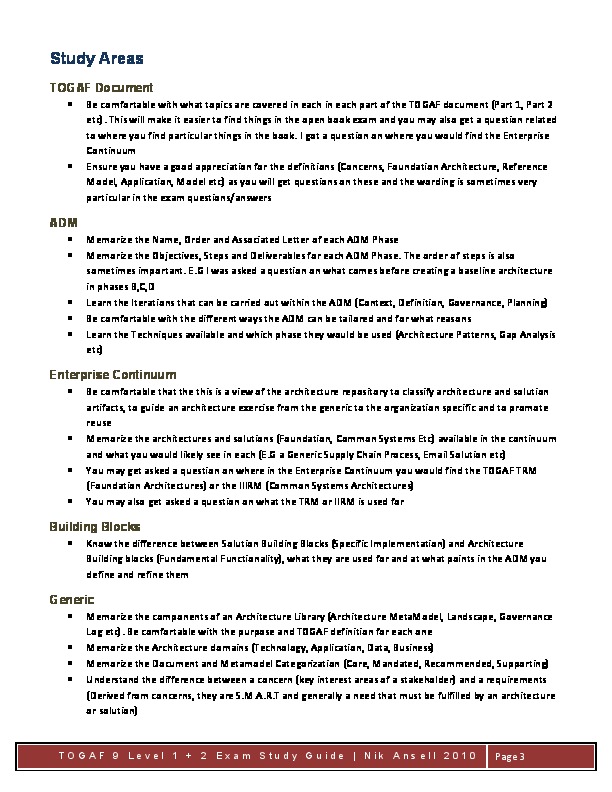 Study Areas
TOGAF Document
▪ Be comfortable with what topics are covered in each in each part of the TOGAF document (Part 1, Part 2
etc). This will make it easier to find things in the open book exam and you may also get a question related
to where you find particular things in the book. I got a question on where you would find the Enterprise
Continuum
▪ Ensure you have a good appreciation for the definitions (Concerns, Foundation Architecture, Reference
Model, Application, Model etc) as you will get questions on these and the wording is sometimes very
particular in the exam questions/answers
ADM
▪ Memorize the Name, Order and Associated Letter of each ADM Phase
▪ Memorize the Objectives, Steps and Deliverables for each ADM Phase. The order of steps is also
sometimes important. E.G I was asked a question on what comes before creating a baseline architecture
in phases B,C,D
▪ Learn the Iterations that can be carried out within the ADM (Context, Definition, Governance, Planning)
▪ Be comfortable with the different ways the ADM can be tailored and for what reasons
▪ Learn the Techniques available and which phase they would be used (Architecture Patterns, Gap Analysis
etc)
Enterprise Continuum
▪ Be comfortable that the this is a view of the architecture repository to classify architecture and solution
artifacts, to guide an architecture exercise from the generic to the organization specific and to promote
reuse
▪ Memorize the architectures and solutions (Foundation, Common Systems Etc) available in the continuum
and what you would likely see in each (E.G a Generic Supply Chain Process, Email Solution etc)
▪ You may get asked a question on where in the Enterprise Continuum you would find the TOGAF TRM
(Foundation Architectures) or the IIIRM (Common Systems Architectures)
▪ You may also get asked a question on what the TRM or IIRM is used for
Building Blocks
▪ Know the difference between Solution Building Blocks (Specific Implementation) and Architecture
Building blocks (Fundamental Functionality), what they are used for and at what points in the ADM you
define and refine them
Generic
▪ Memorize the components of an Architecture Library (Architecture MetaModel, Landscape, Governance
Log etc). Be comfortable with the purpose and TOGAF definition for each one
▪ Memorize the Architecture domains (Technology, Application, Data, Business)
▪ Memorize the Document and Metamodel Categorization (Core, Mandated, Recommended, Supporting)
▪ Understand the difference between a concern (key interest areas of a stakeholder) and a requirements
(Derived from concerns, they are S.M.A.R.T and generally a need that must be fulfilled by an architecture
or solution)
TOGAF 9 Level 1 + 2 Exam Study Guide | Nik Ansell 2010 Page 3